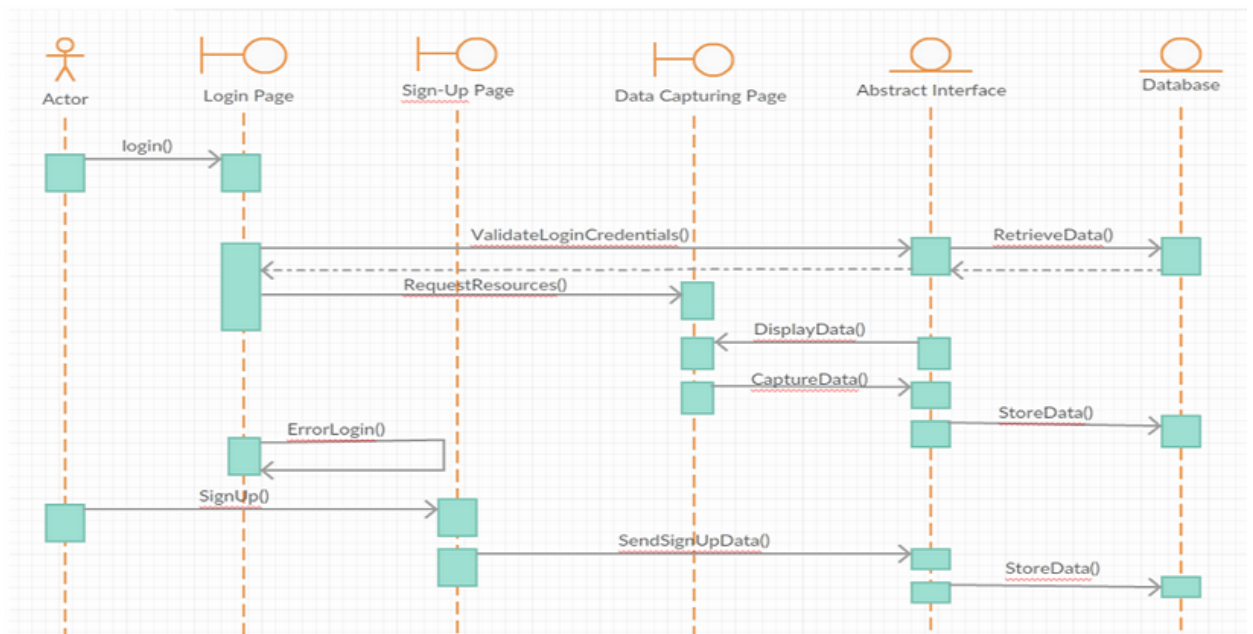 Actor
Login Page
Sign-Up Page
Data Capturing Page
Abstract Interface
Database
login()
ValidateLoginCredentials()
RetrieveData()
RequestResources()
DisplayData()
CaptureData()
StoreData()
ErrorLogin()
SignUp()
SendSignUpData()
StoreData()